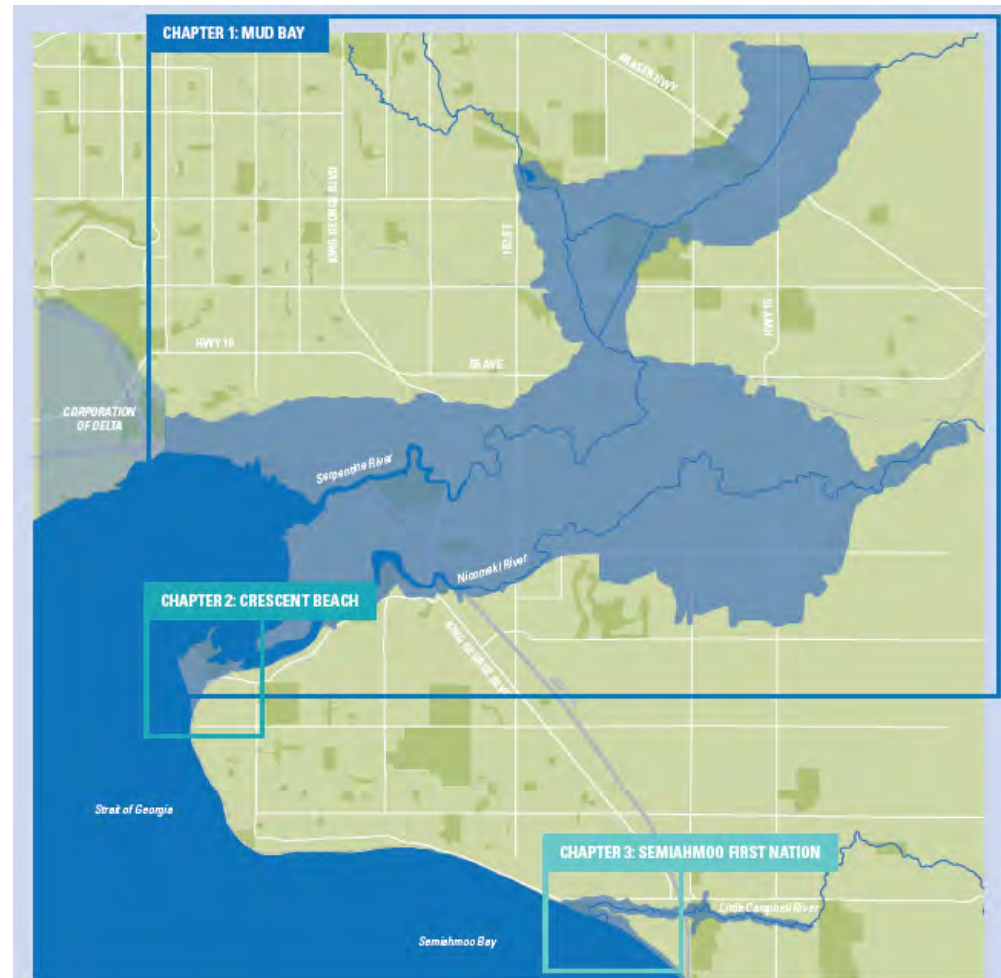 CHAPTER 1: MUD BAY
FRASER HWY
KING GEORGE BLVD
152 ST
HWY 15
HWY 10
56 AVE
CORPORATION
OF DELTA
Serpentine River
Nicomekl River
CHAPTER 2: CRESCENT BEACH
KING GEORGE BLVD
Strait of Georgia
CHAPTER 3: SEMIAHMOO FIRST NATION
Little Campbell River
Semiahmoo Bay